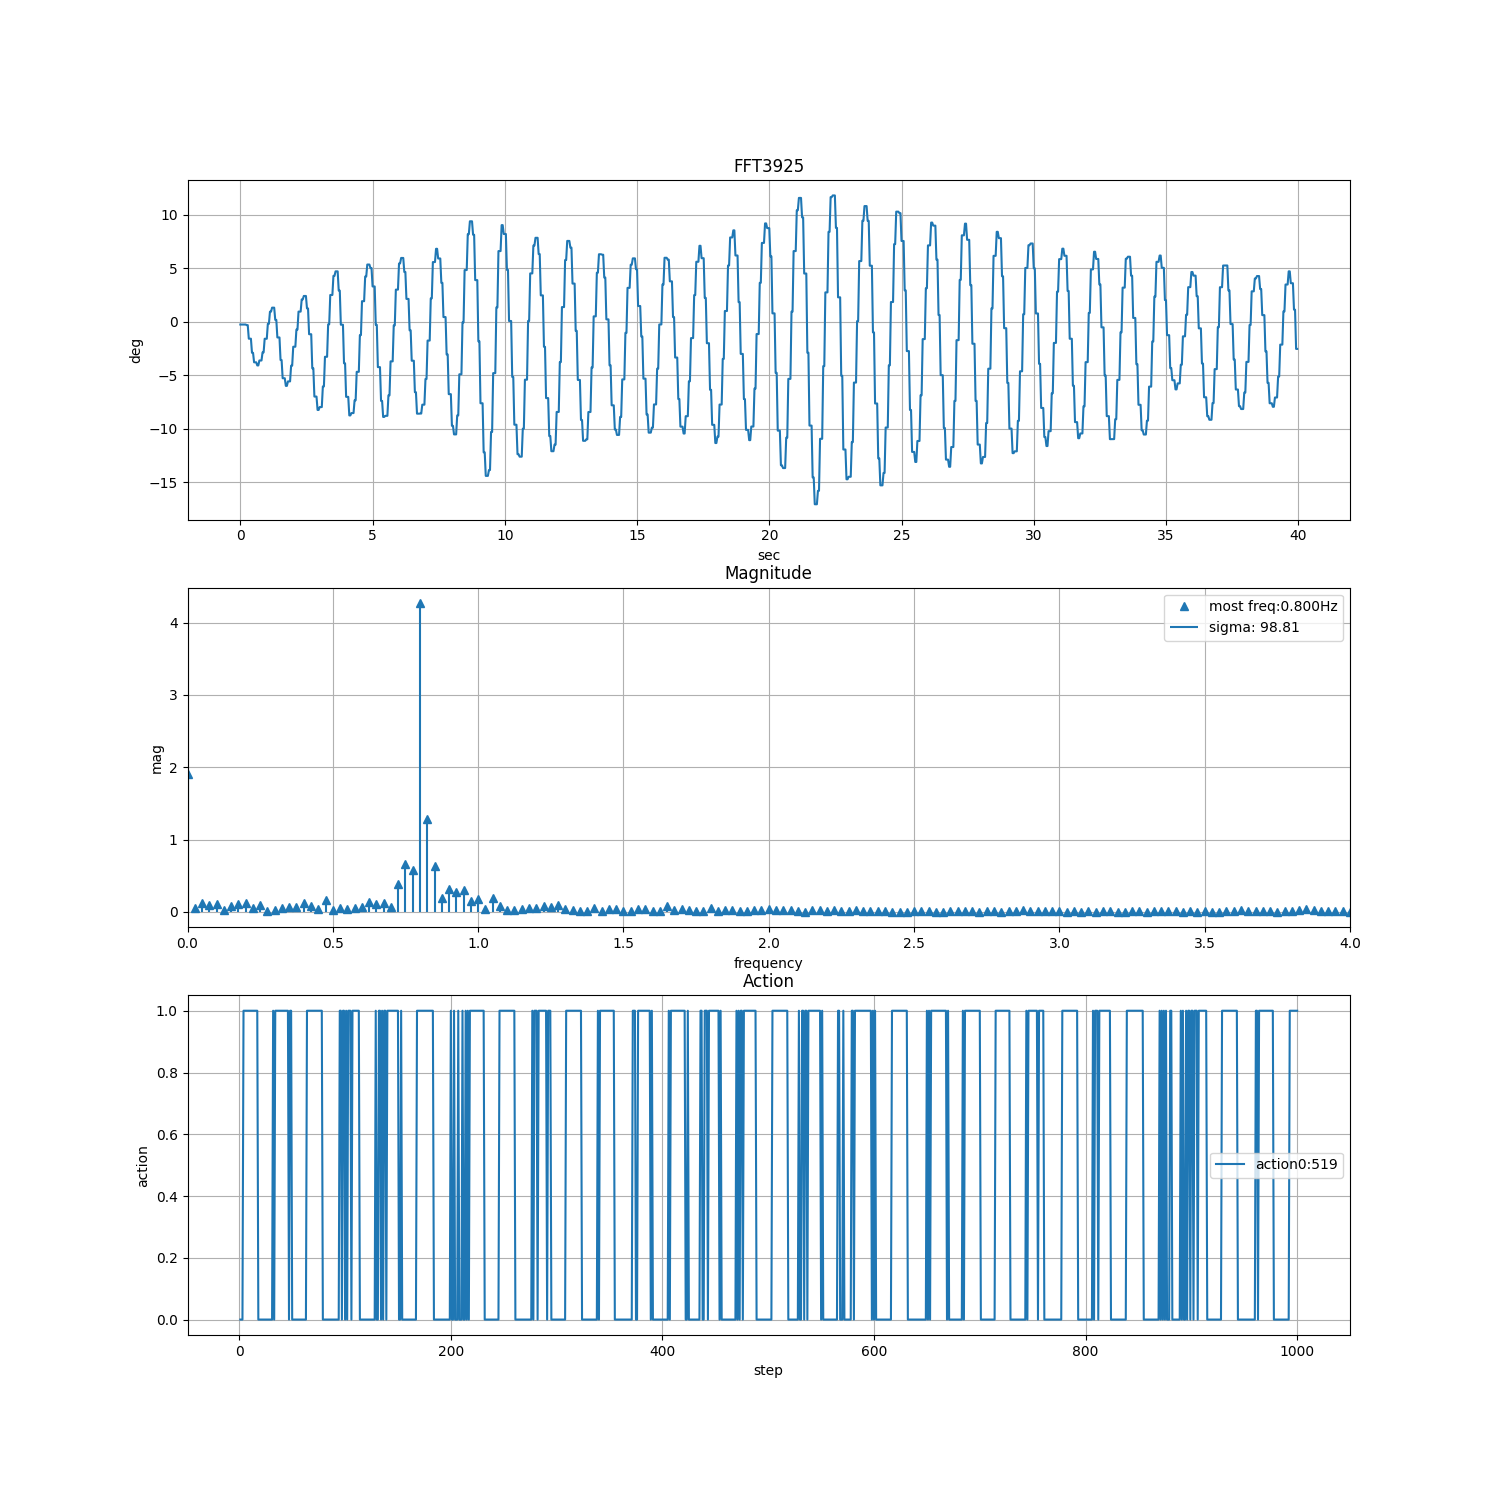 FFT3925
10
5
0
−5
−10
−15
deg
0 5 10 15 20 25 30 35 40
sec
Magnitude
most freq:0.800Hz
sigma: 98.81
4
3
2
1
0
mag
0.0 0.5 1.0 1.5 2.0 2.5 3.0 3.5 4.0
frequency
Action
1.0
0.8
0.6
0.4
0.2
0.0
action
action0:519
0 200 400 600 800 1000
step